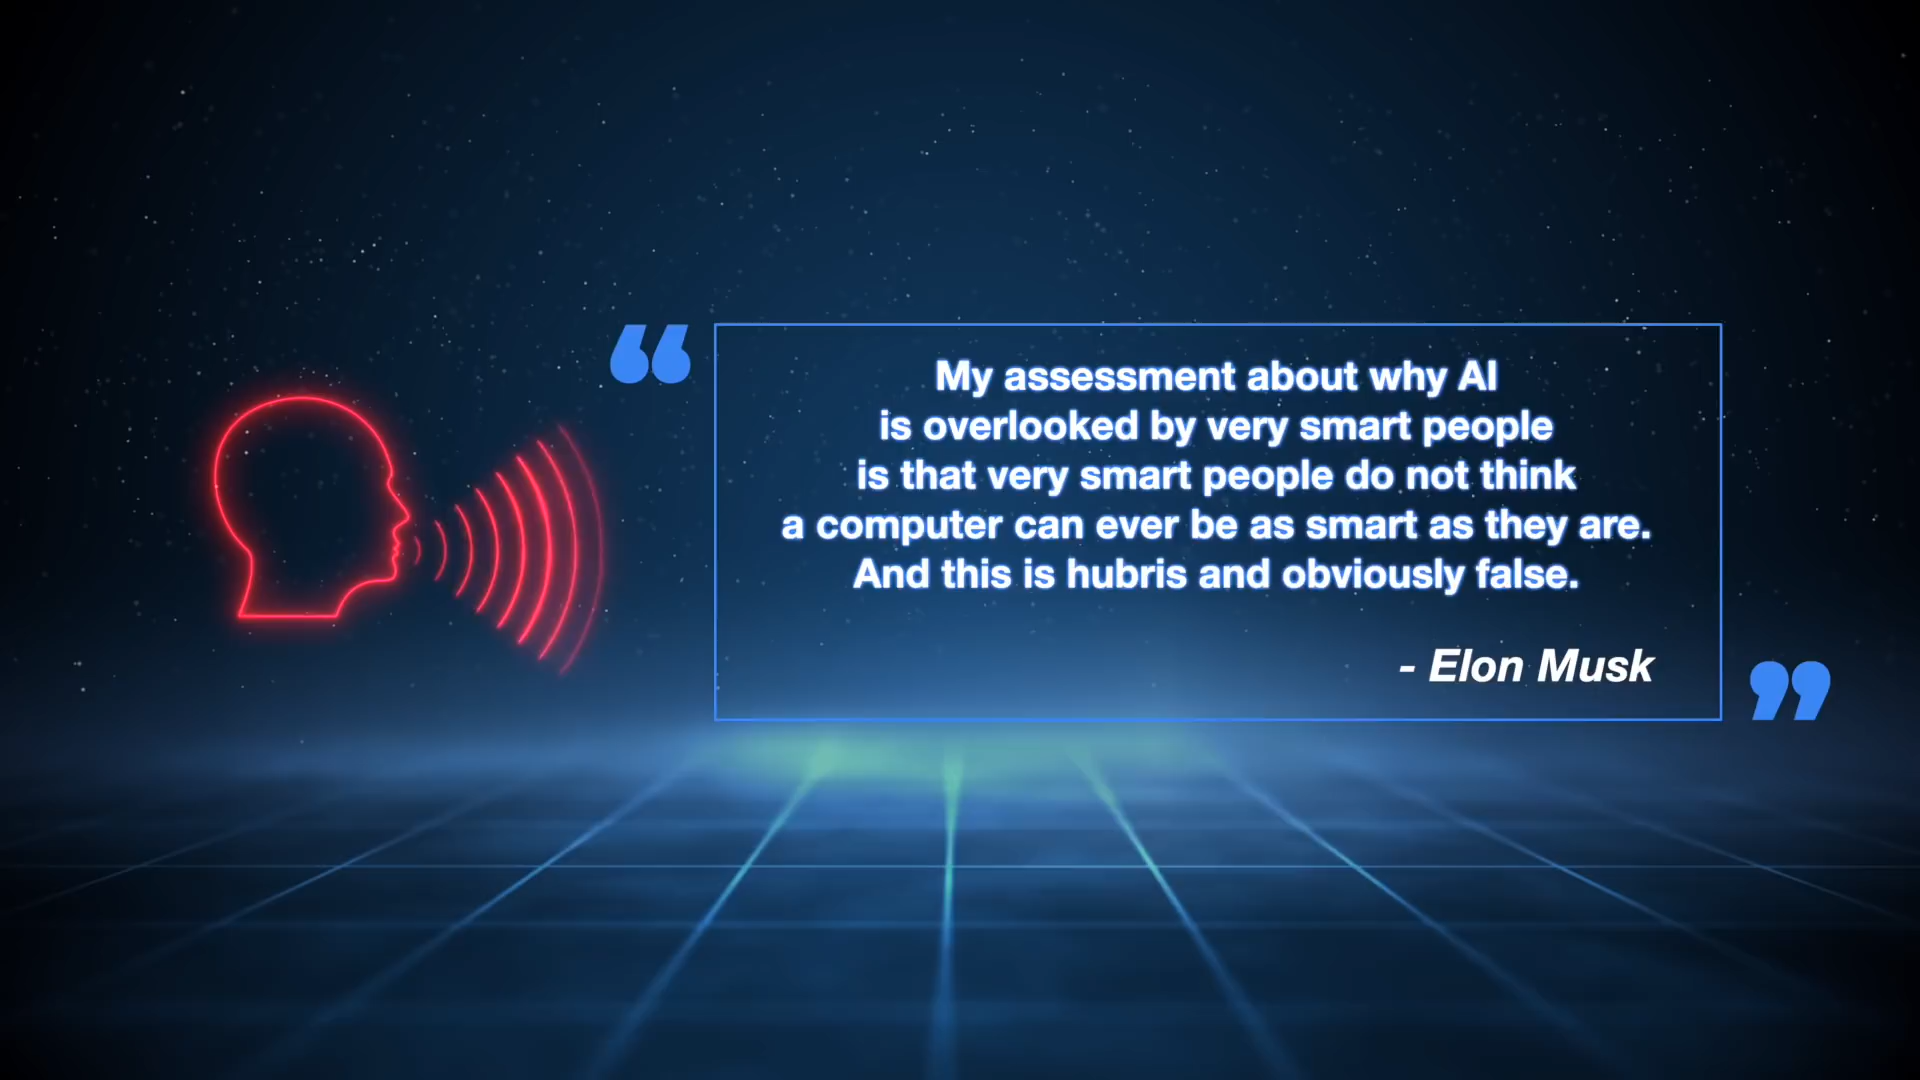 “
My assessment about why AI
is overlooked by very smart people
is that very smart people do not think
a computer can ever be as smart as they are.
And this is hubris and obviously false.
- Elon Musk
”